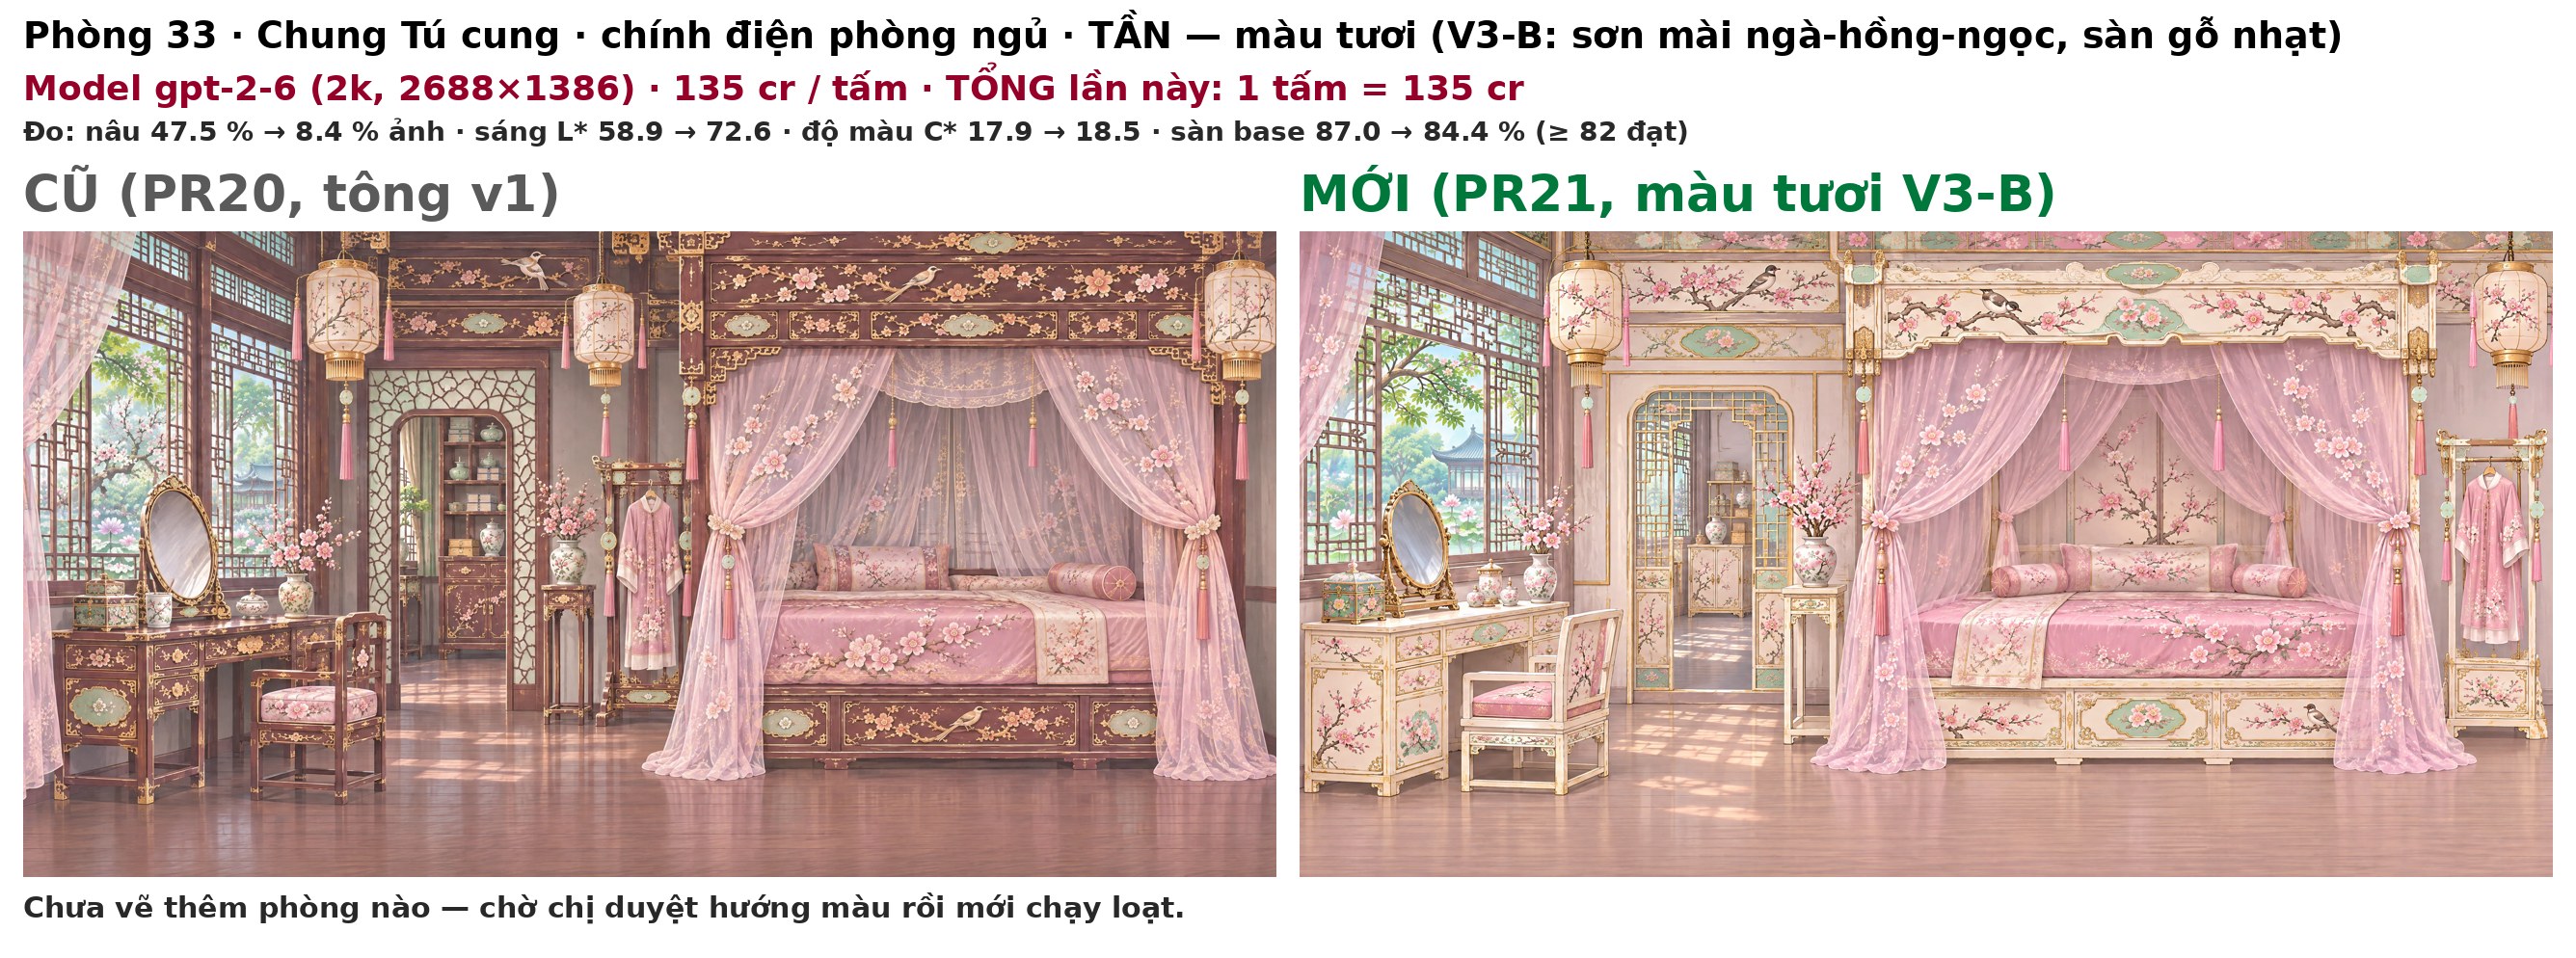 Phòng 33 · Chung Tú cung · chính điện phòng ngủ · TẦN — màu tươi (V3-B: sơn mài ngà-hồng-ngọc, sàn gỗ nhạt)
Model gpt-2-6 (2k, 2688×1386) · 135 cr / tấm · TỔNG lần này: 1 tấm = 135 cr
Đo: nâu 47.5 % → 8.4 % ảnh · sáng L* 58.9 → 72.6 · độ màu C* 17.9 → 18.5 · sàn base 87.0 → 84.4 % (≥ 82 đạt)
CŨ (PR20, tông v1)
MỚI (PR21, màu tươi V3-B)
Chưa vẽ thêm phòng nào — chờ chị duyệt hướng màu rồi mới chạy loạt.